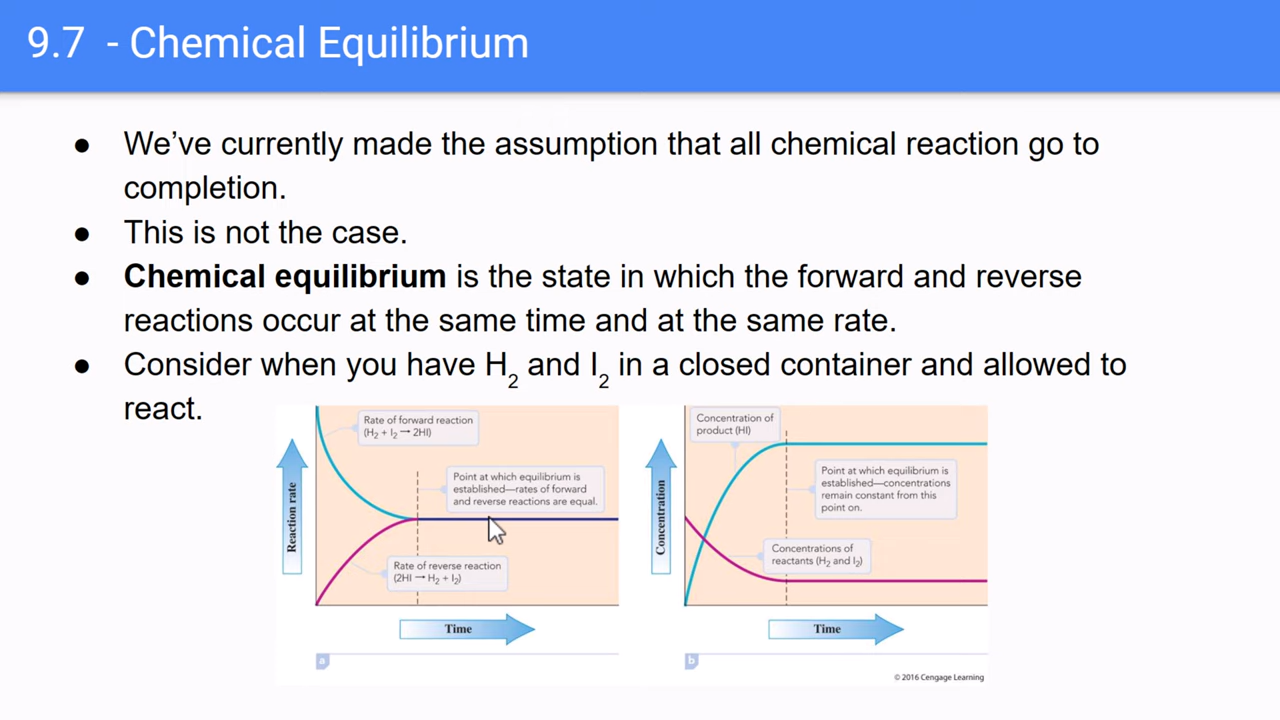 9.7 - Chemical Equilibrium
● We’ve currently made the assumption that all chemical reaction go to
completion.
● This is not the case.
● Chemical equilibrium is the state in which the forward and reverse
reactions occur at the same time and at the same rate.
● Consider when you have H₂ and I₂ in a closed container and allowed to
react.
Reaction rate
Rate of forward reaction
(H₂ + I₂ → 2HI)
Point at which equilibrium is
established—rates of forward
and reverse reactions are equal.
Rate of reverse reaction
(2HI → H₂ + I₂)
Time
a
Concentration
Concentration of
product (HI)
Point at which equilibrium is
established—concentrations
remain constant from this
point on.
Concentrations of
reactants (H₂ and I₂)
Time
b
© 2016 Cengage Learning